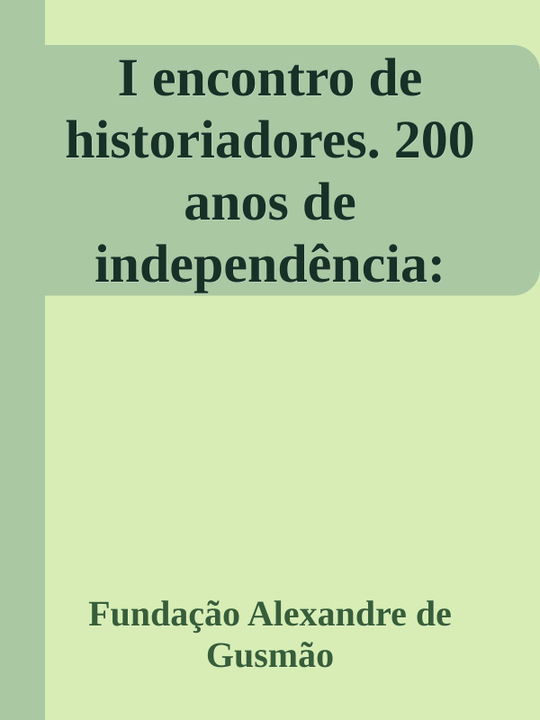 I encontro de
historiadores. 200
anos de
independência:
Fundação Alexandre de
Gusmão